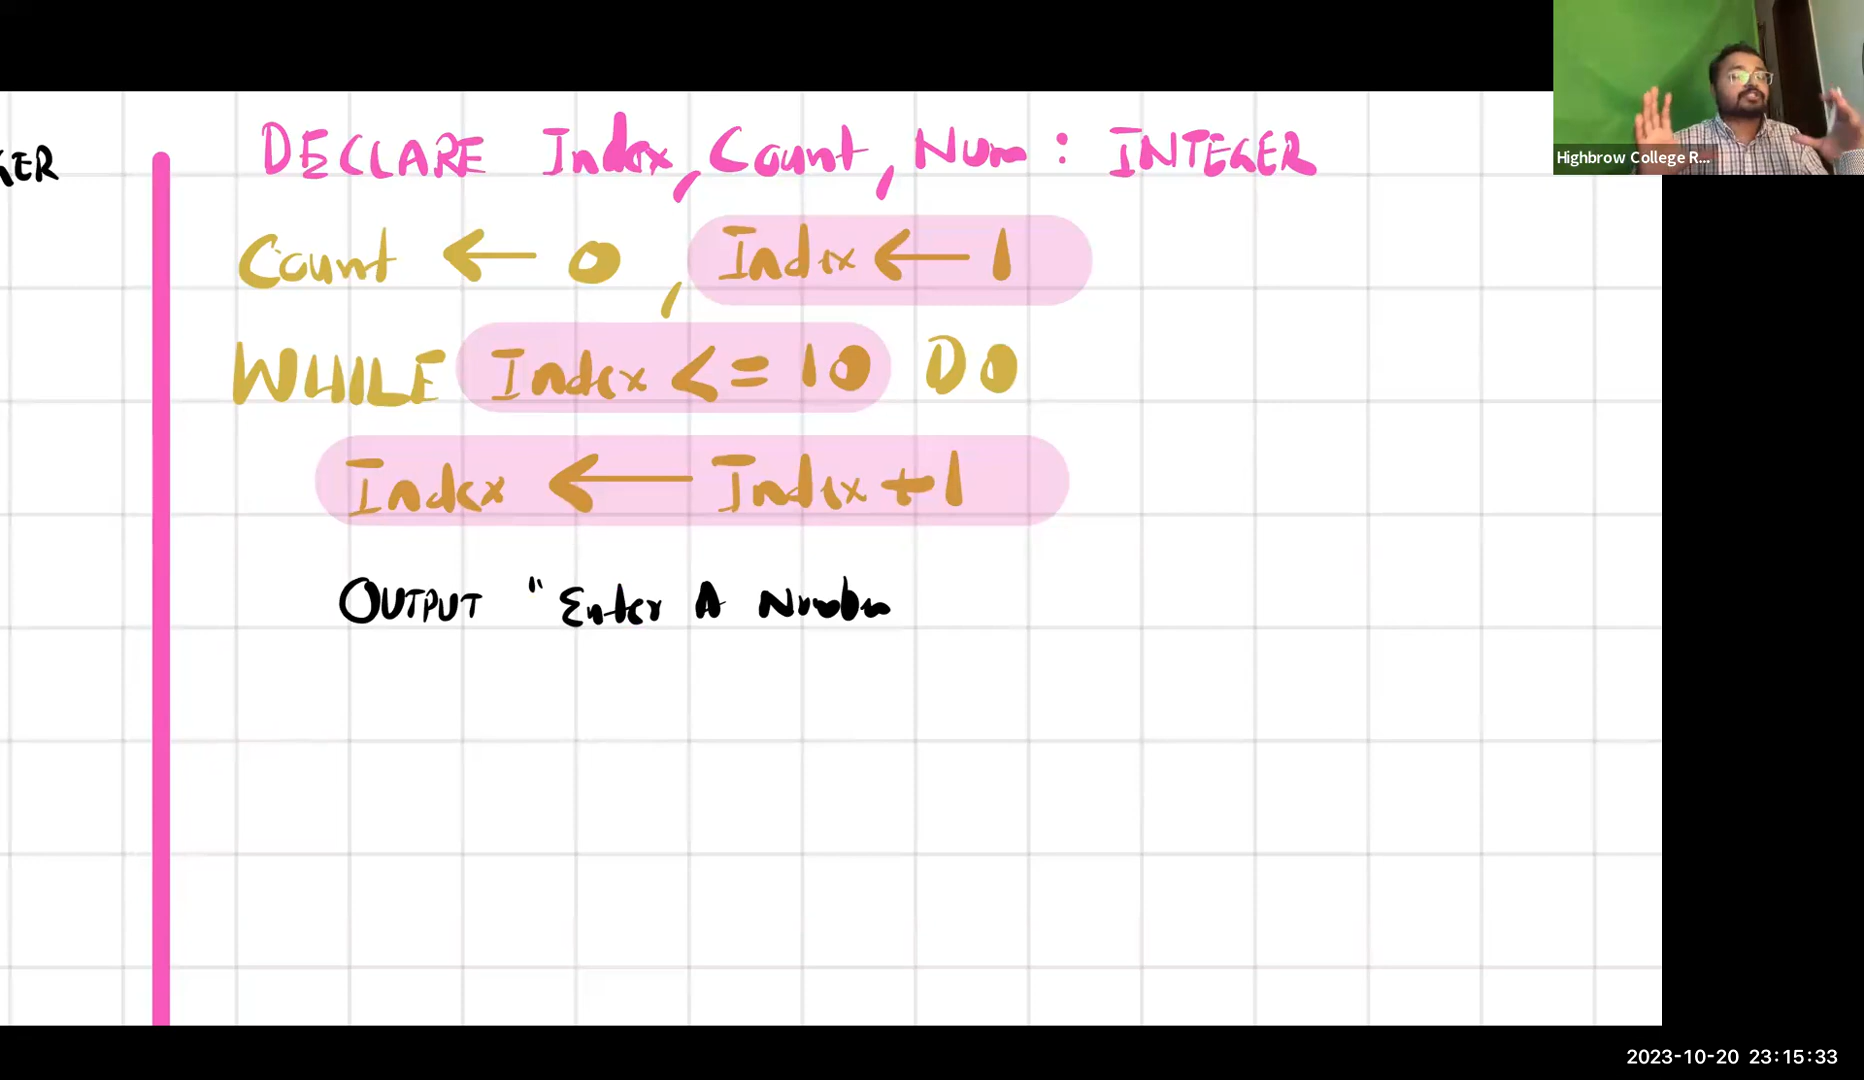 GER
DECLARE Index, Count, Num : INTEGER
Count ← 0 , Index ← 1
WHILE Index <= 10 DO
Index ← Index + 1
OUTPUT " Enter A Number
Highbrow College R...
2023-10-20 23:15:33